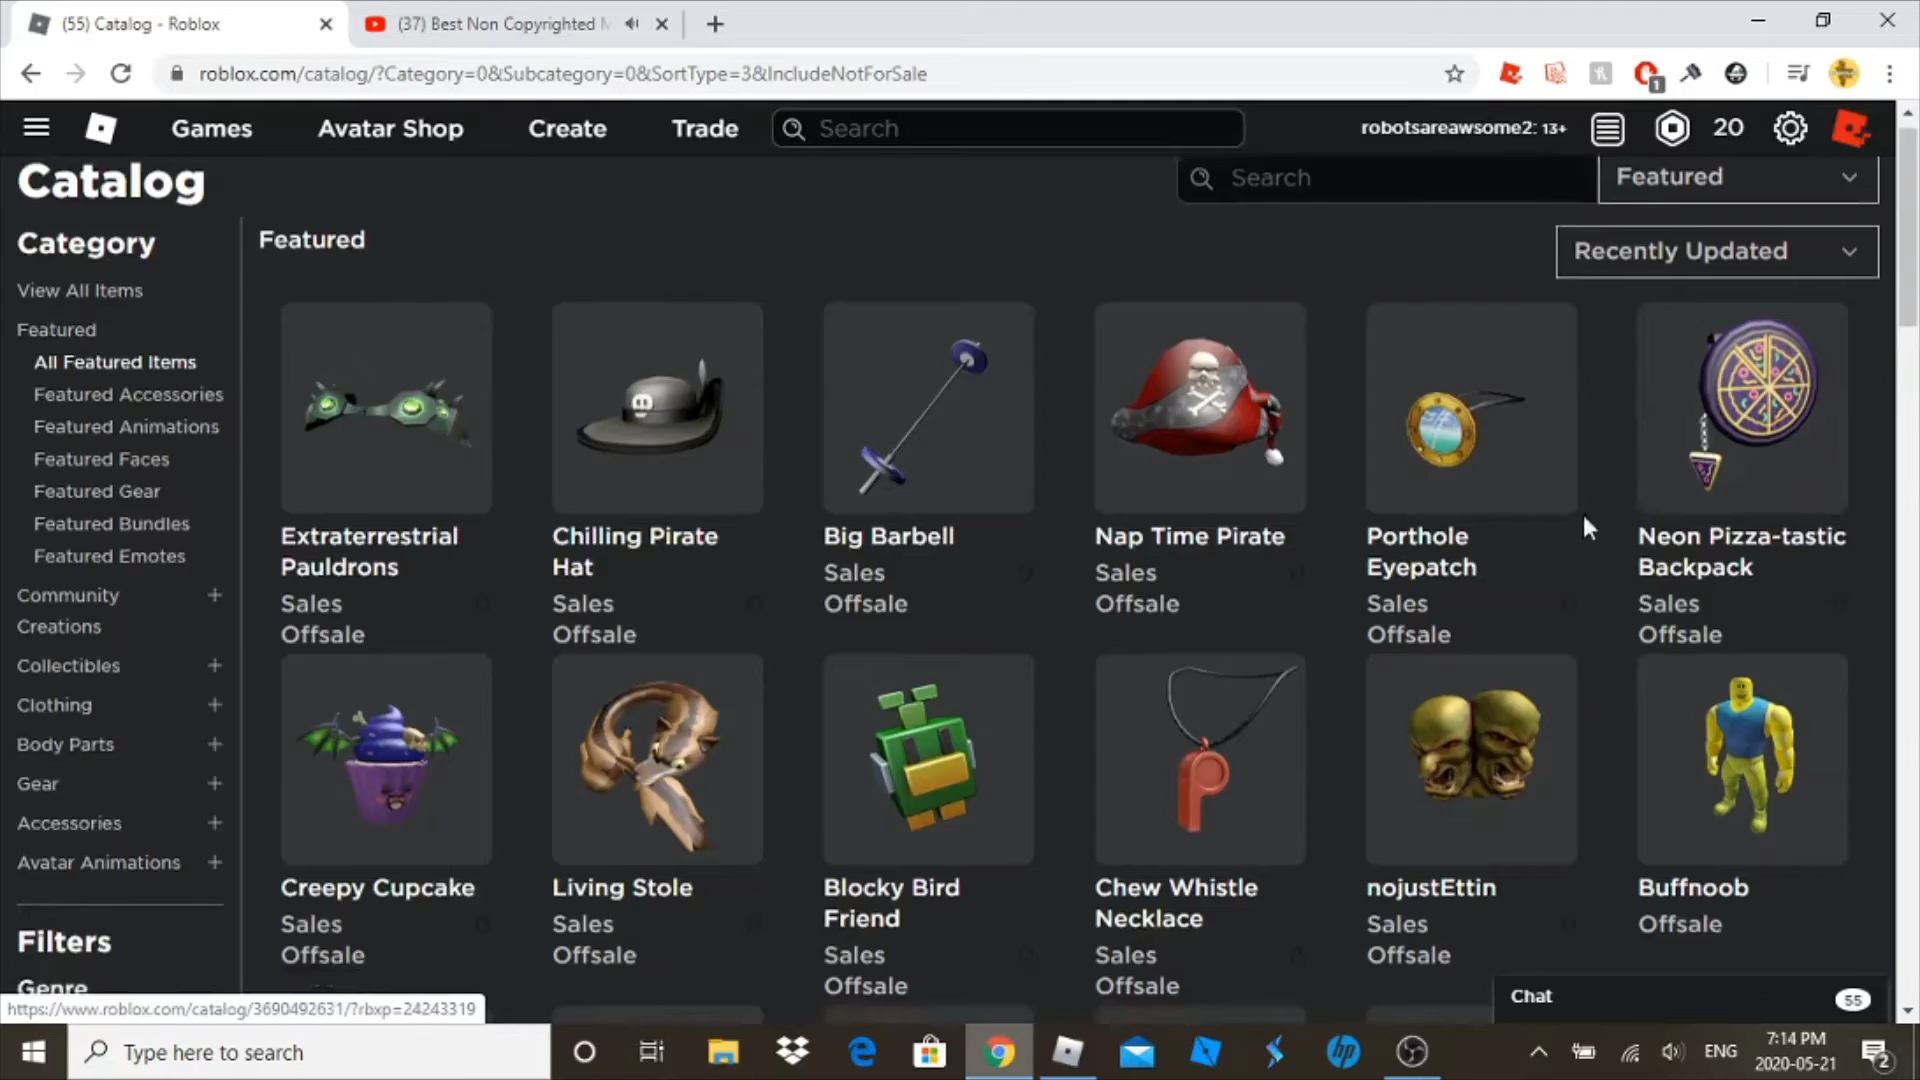 (55) Catalog - Roblox
(37) Best Non Copyrighted M
roblox.com/catalog/?Category=0&Subcategory=0&SortType=3&IncludeNotForSale
1
Games
Avatar Shop
Create
Trade
Search
robotsareawsome2: 13+
20
Catalog
Search
Featured
Category
Featured
Recently Updated
View All Items
Featured
All Featured Items
Featured Accessories
Featured Animations
Featured Faces
Featured Gear
Featured Bundles
Featured Emotes
Community Creations
Collectibles
Clothing
Body Parts
Gear
Accessories
Avatar Animations
Filters
Genre
Extraterrestrial Pauldrons
Sales
Offsale
Chilling Pirate Hat
Sales
Offsale
Big Barbell
Sales
Offsale
Nap Time Pirate
Sales
Offsale
Porthole Eyepatch
Sales
Offsale
Neon Pizza-tastic Backpack
Sales
Offsale
Creepy Cupcake
Sales
Offsale
Living Stole
Sales
Offsale
Blocky Bird Friend
Sales
Offsale
Chew Whistle Necklace
Sales
Offsale
nojustEttin
Sales
Offsale
Buffnoob
Offsale
Chat
55
https://www.roblox.com/catalog/3690492631/?rbxp=24243319
Type here to search
ENG
7:14 PM
2020-05-21
2